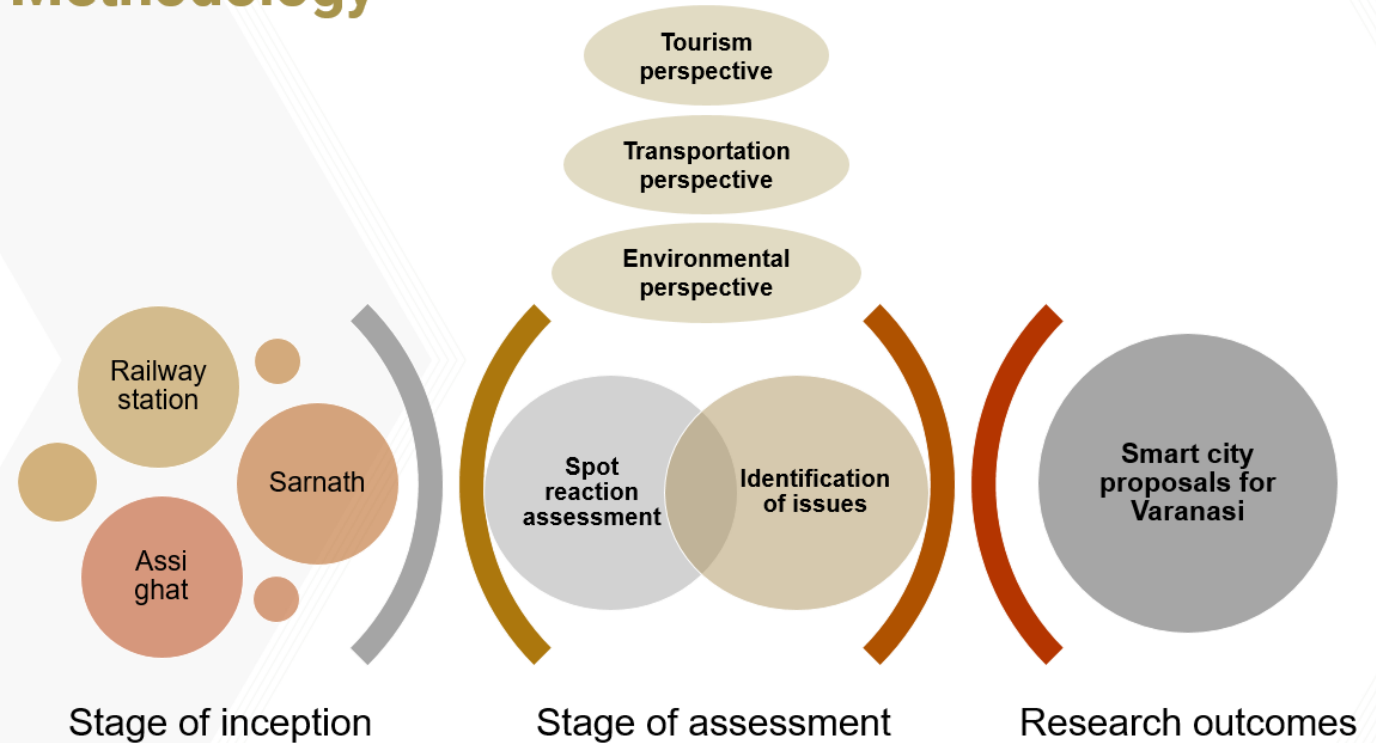 Methodology
Tourism
perspective
Transportation
perspective
Environmental
perspective
Railway
station
Sarnath
Assi
ghat
Spot
reaction
assessment
Identification
of issues
Smart city
proposals for
Varanasi
Stage of inception
Stage of assessment
Research outcomes